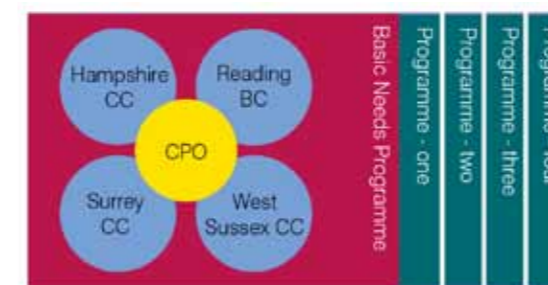 Hampshire
CC
Reading
BC
CPO
Surrey
CC
West
Sussex CC
Basic Needs Programme
Programme - one
Programme - two
Programme - three